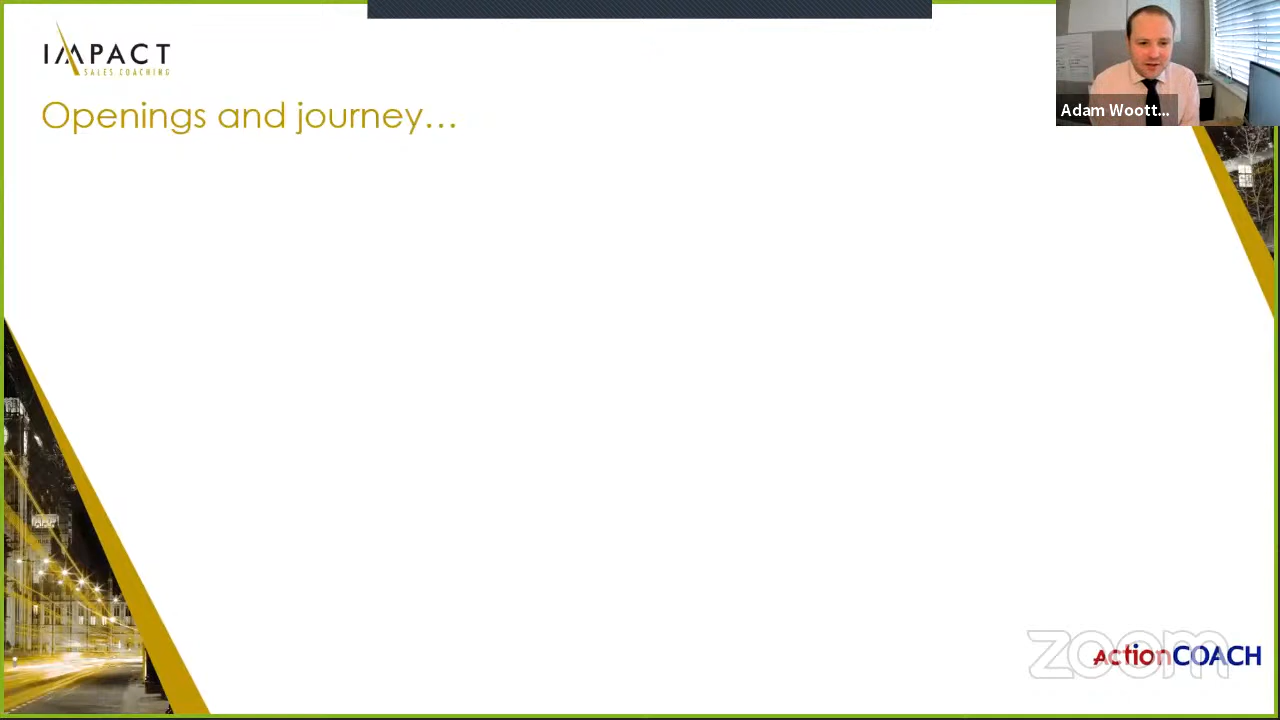 IMPACT
SALES COACHING
Adam Woott...
Openings and journey…
zoom
ActionCOACH